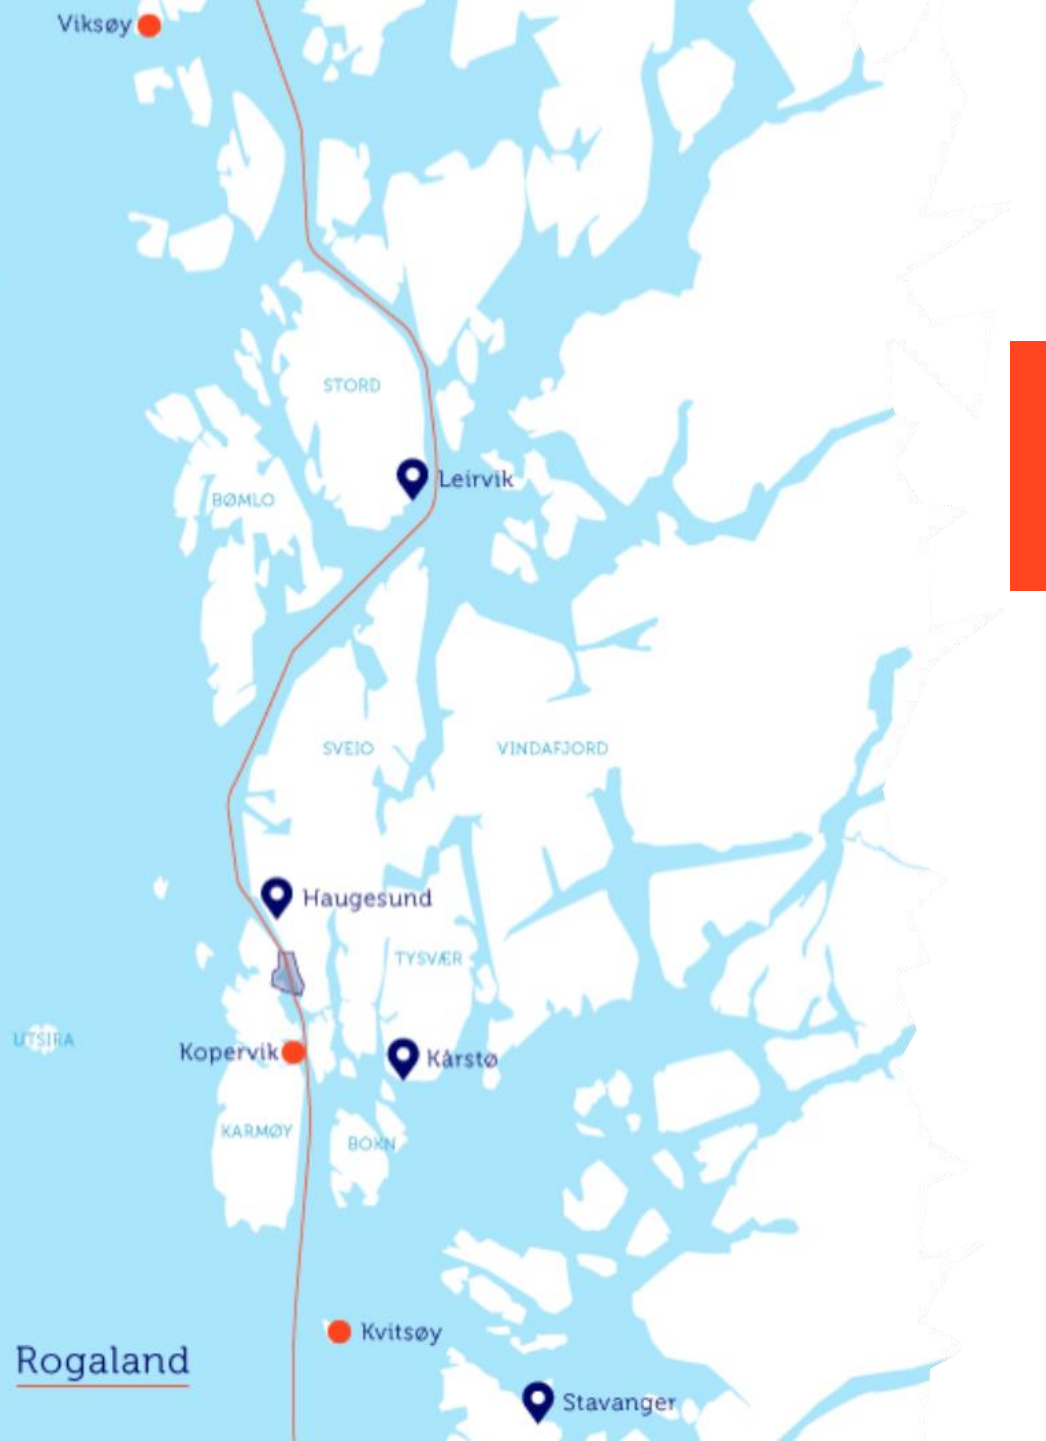 Viksøy
STORD
Leirvik
BØMLO
SVEIO
VINDAFJORD
Haugesund
TYSVÆR
UTSIRA
Kopervik
Kårstø
KARMØY
BOKN
Kvitsøy
Rogaland
Stavanger